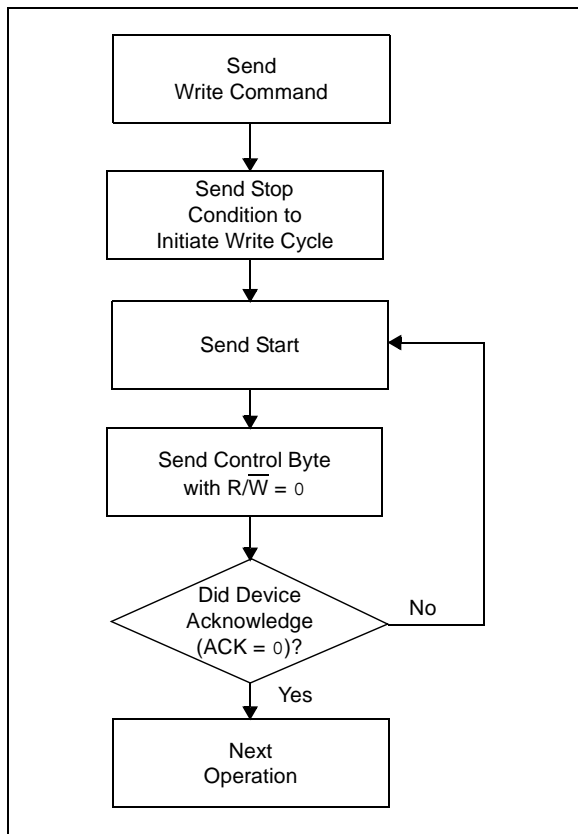 Send
Write Command
Send Stop
Condition to
Initiate Write Cycle
Send Start
Send Control Byte
with R/W̅ = 0
Did Device
Acknowledge
(ACK = 0)?
No
Yes
Next
Operation